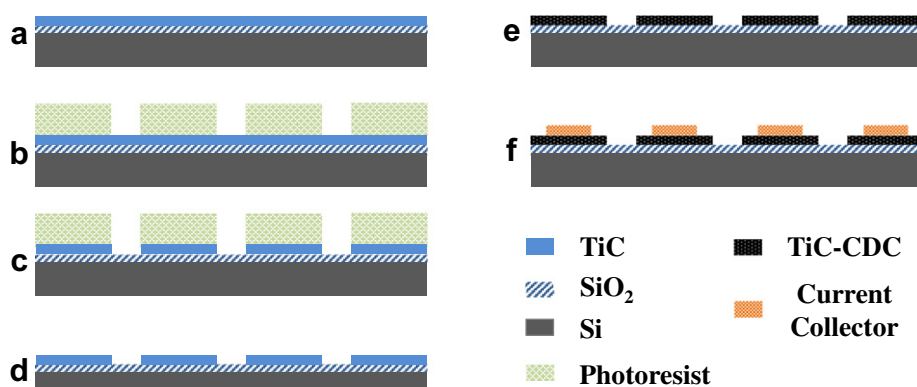 a
b
c
d
e
f
TiC
SiO₂
Si
Photoresist
TiC-CDC
Current
Collector